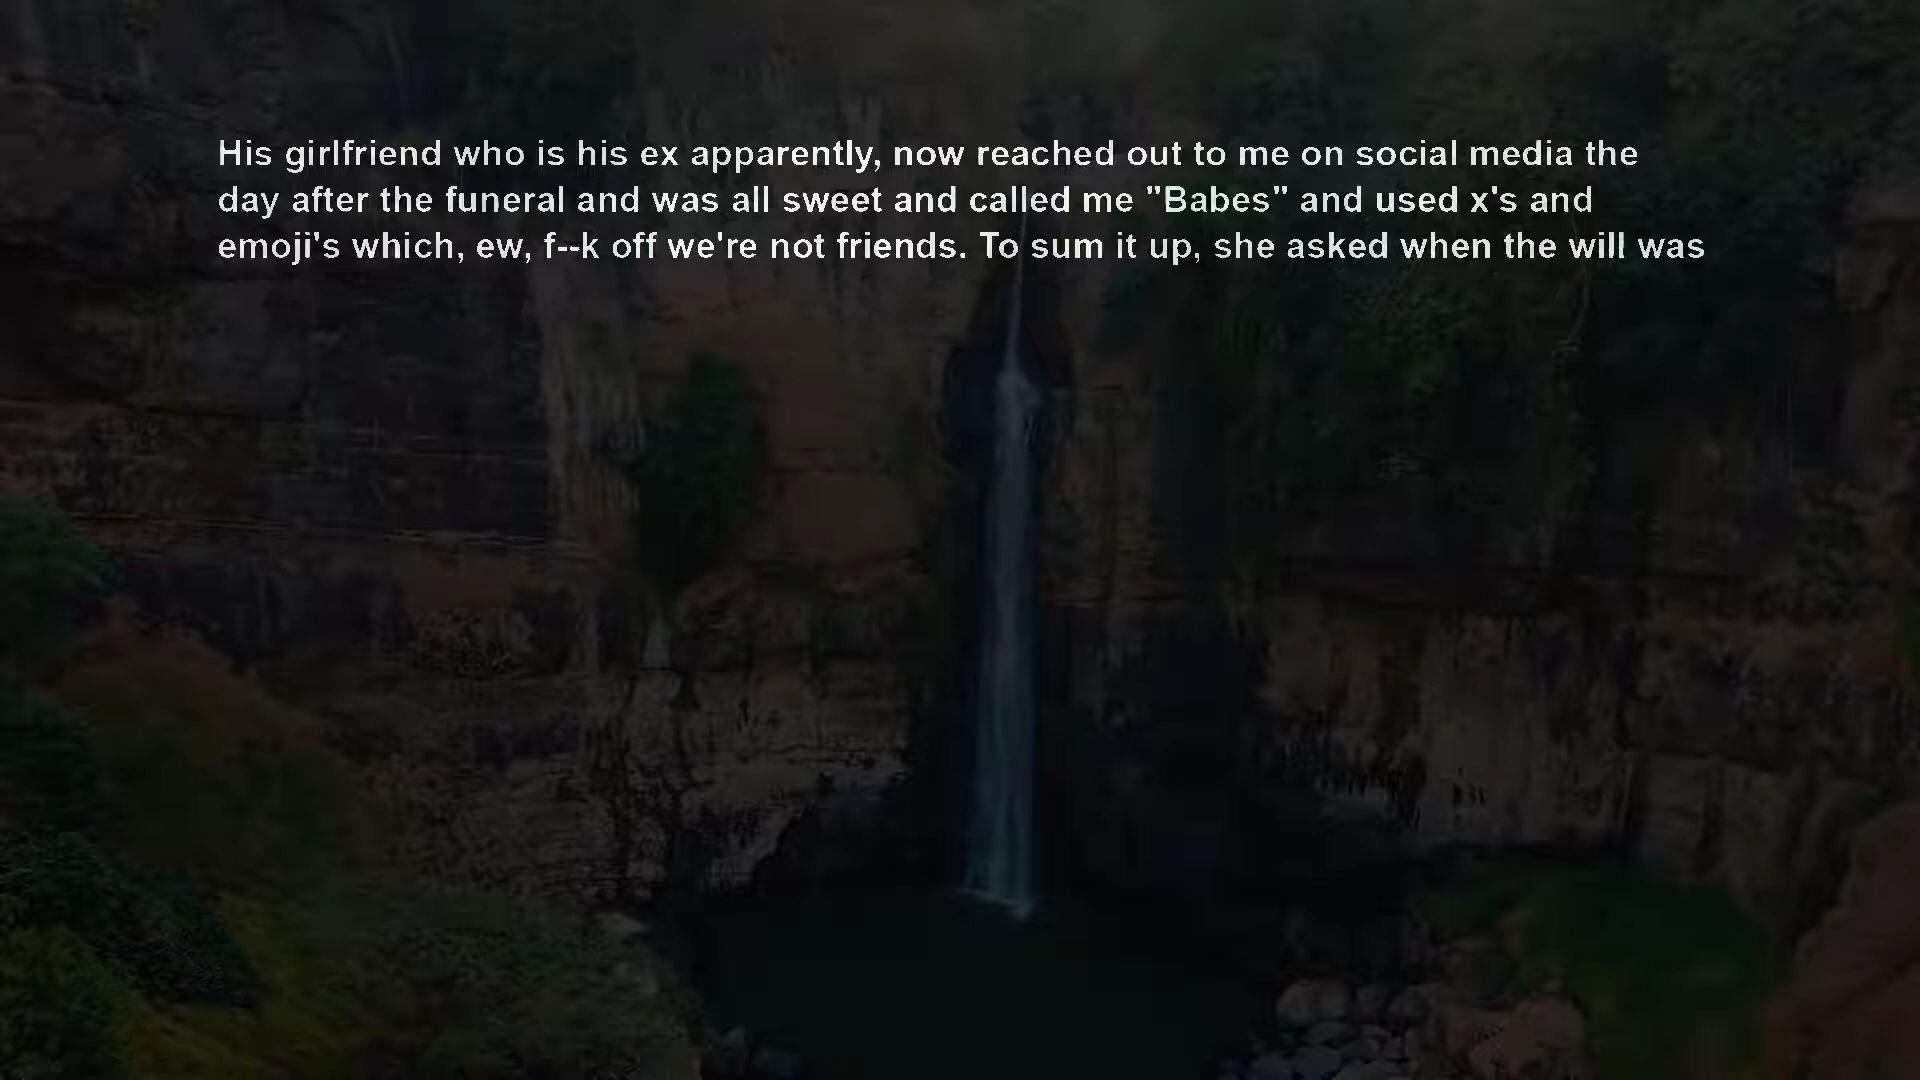 His girlfriend who is his ex apparently, now reached out to me on social media the
day after the funeral and was all sweet and called me "Babes" and used x's and
emoji's which, ew, f--k off we're not friends. To sum it up, she asked when the will was